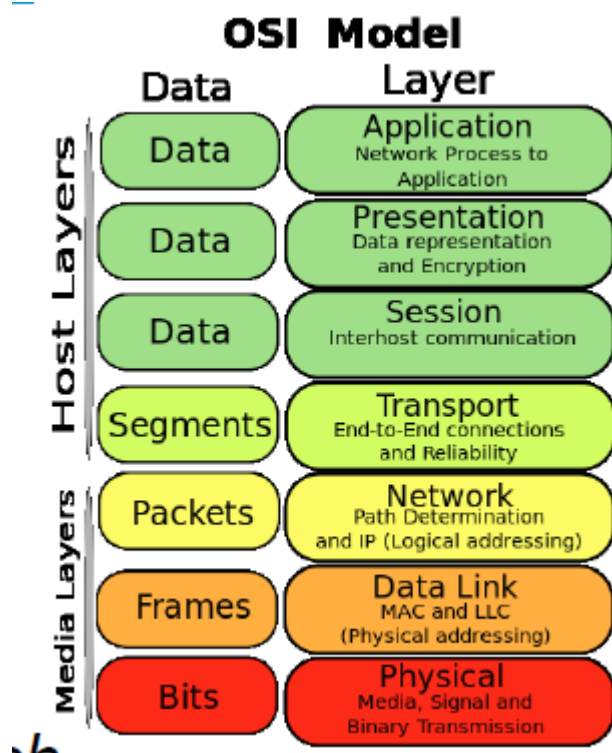 OSI Model
Data
Layer
Host Layers
Data
Application
Network Process to
Application
Data
Presentation
Data representation
and Encryption
Data
Session
Interhost communication
Segments
Transport
End-to-End connections
and Reliability
Media Layers
Packets
Network
Path Determination
and IP (Logical addressing)
Frames
Data Link
MAC and LLC
(Physical addressing)
Bits
Physical
Media, Signal and
Binary Transmission